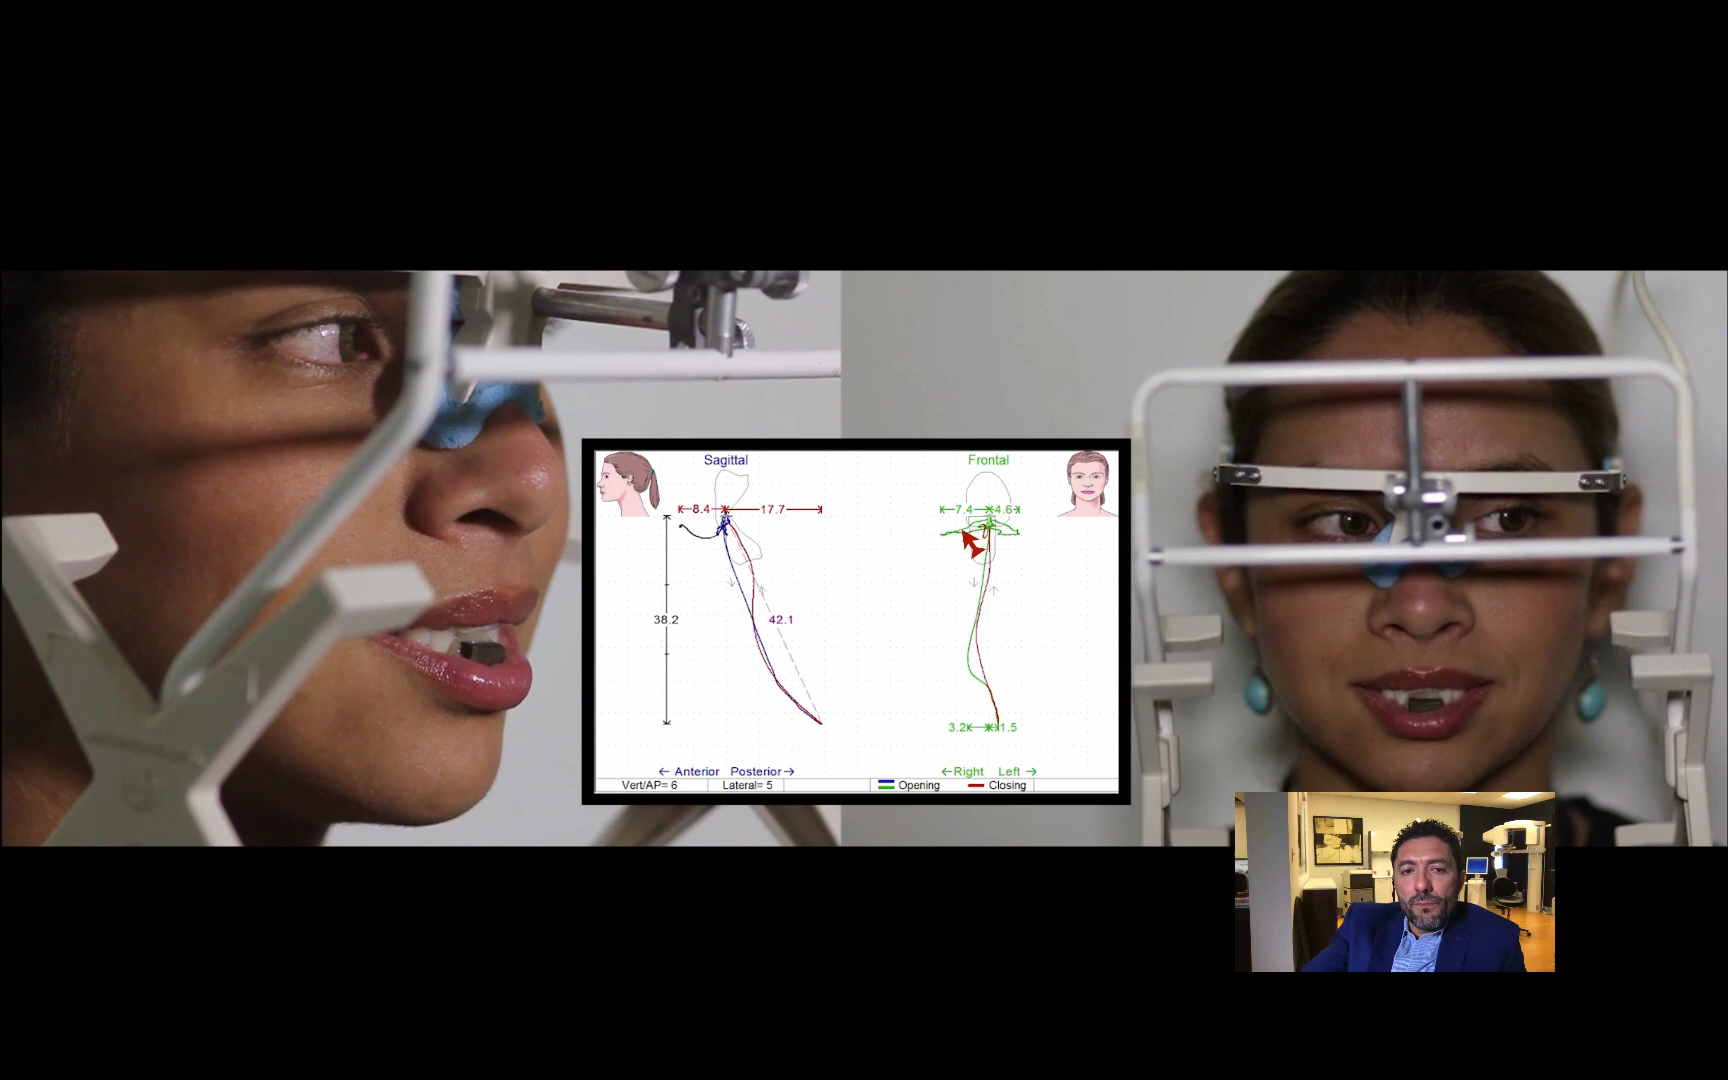 Sagittal
Frontal
8.4
17.7
7.4
4.6
38.2
42.1
3.2
1.5
← Anterior Posterior →
← Right Left →
Vert/AP= 6
Lateral= 5
Opening
Closing